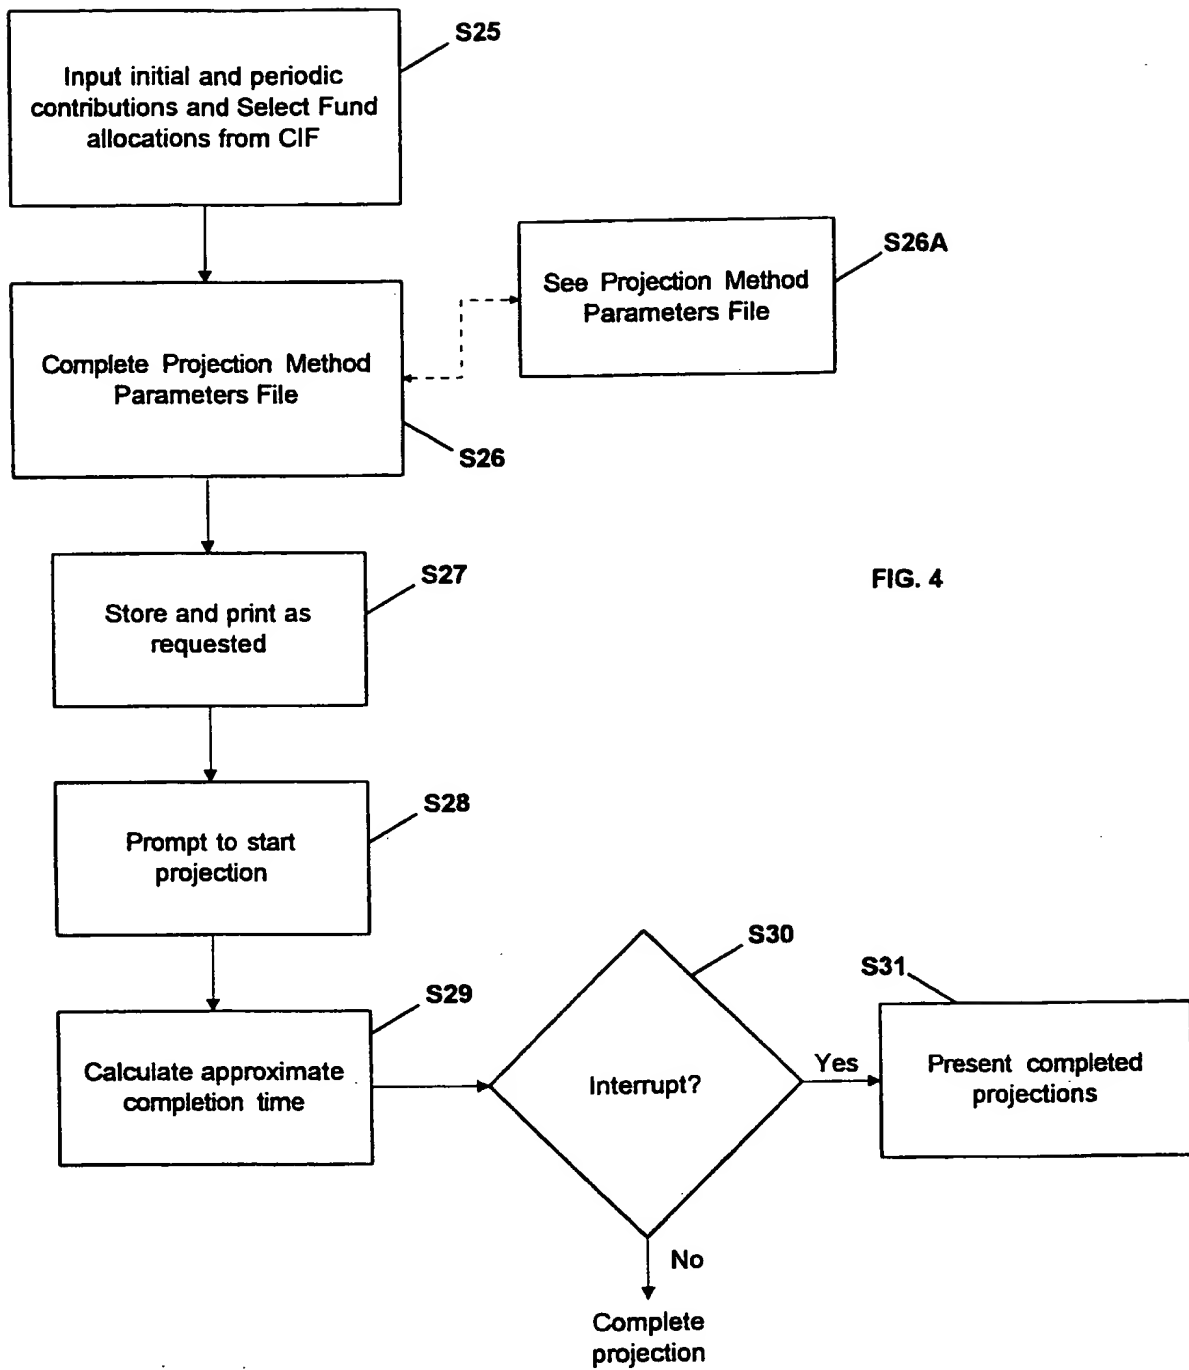 S25
Input initial and periodic
contributions and Select Fund
allocations from CIF
S26A
See Projection Method
Parameters File
Complete Projection Method
Parameters File
S26
S27
FIG. 4
Store and print as
requested
S28
Prompt to start
projection
S30
S31
S29
Calculate approximate
completion time
Interrupt?
Yes
Present completed
projections
No
Complete
projection